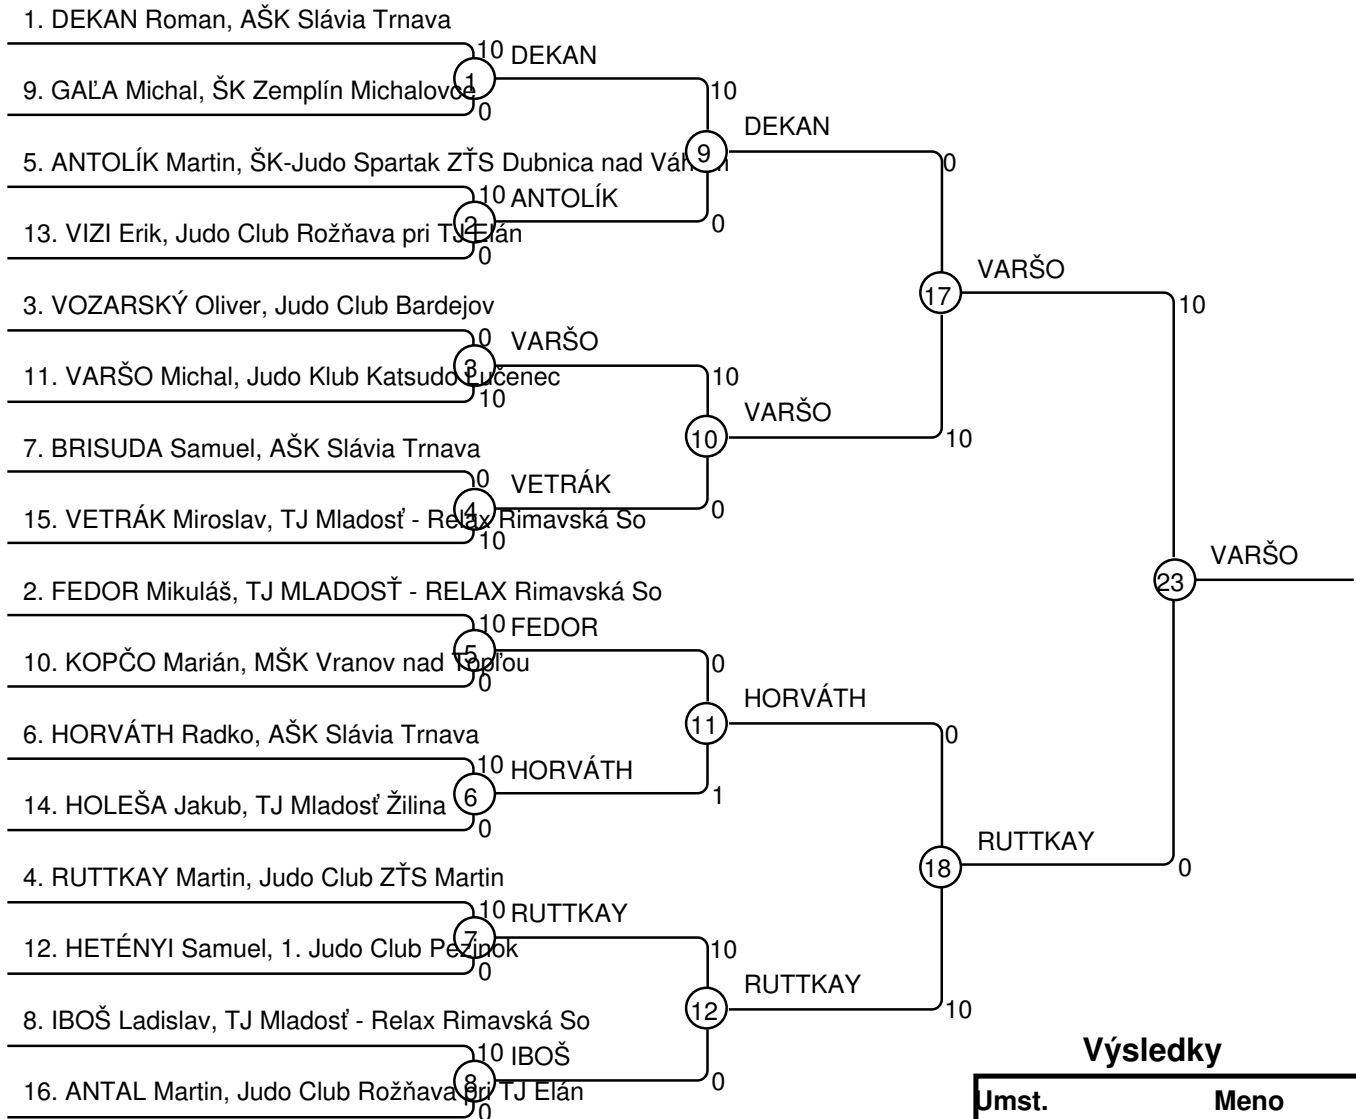 1. DEKAN Roman, AŠK Slávia Trnava
10 DEKAN
1
9. GAĽA Michal, ŠK Zemplín Michalovce
0
10
DEKAN
9
0
5. ANTOLÍK Martin, ŠK-Judo Spartak ZŤS Dubnica nad
10 ANTOLÍK
2
0
13. VIZI Erik, Judo Club Rožňava pri TJ Elán
0
VARŠO
17
10
3. VOZARSKÝ Oliver, Judo Club Bardejov
0
VARŠO
3
11. VARŠO Michal, Judo Klub Katsudo Lučenec
10
10
VARŠO
10
10
7. BRISUDA Samuel, AŠK Slávia Trnava
0
VETRÁK
4
0
15. VETRÁK Miroslav, TJ Mladosť - Relax Rimavská So
10
VARŠO
23
2. FEDOR Mikuláš, TJ MLADOSŤ - RELAX Rimavská So
10 FEDOR
5
10. KOPČO Marián, MŠK Vranov nad Topľou
0
0
HORVÁTH
11
0
6. HORVÁTH Radko, AŠK Slávia Trnava
10 HORVÁTH
6
1
14. HOLEŠA Jakub, TJ Mladosť Žilina
0
RUTTKAY
18
0
4. RUTTKAY Martin, Judo Club ZŤS Martin
10 RUTTKAY
7
12. HETÉNYI Samuel, 1. Judo Club Pezinok
0
10
RUTTKAY
12
10
8. IBOŠ Ladislav, TJ Mladosť - Relax Rimavská So
10 IBOŠ
8
0
16. ANTAL Martin, Judo Club Rožňava pri TJ Elán
0
Výsledky
Umst. Meno